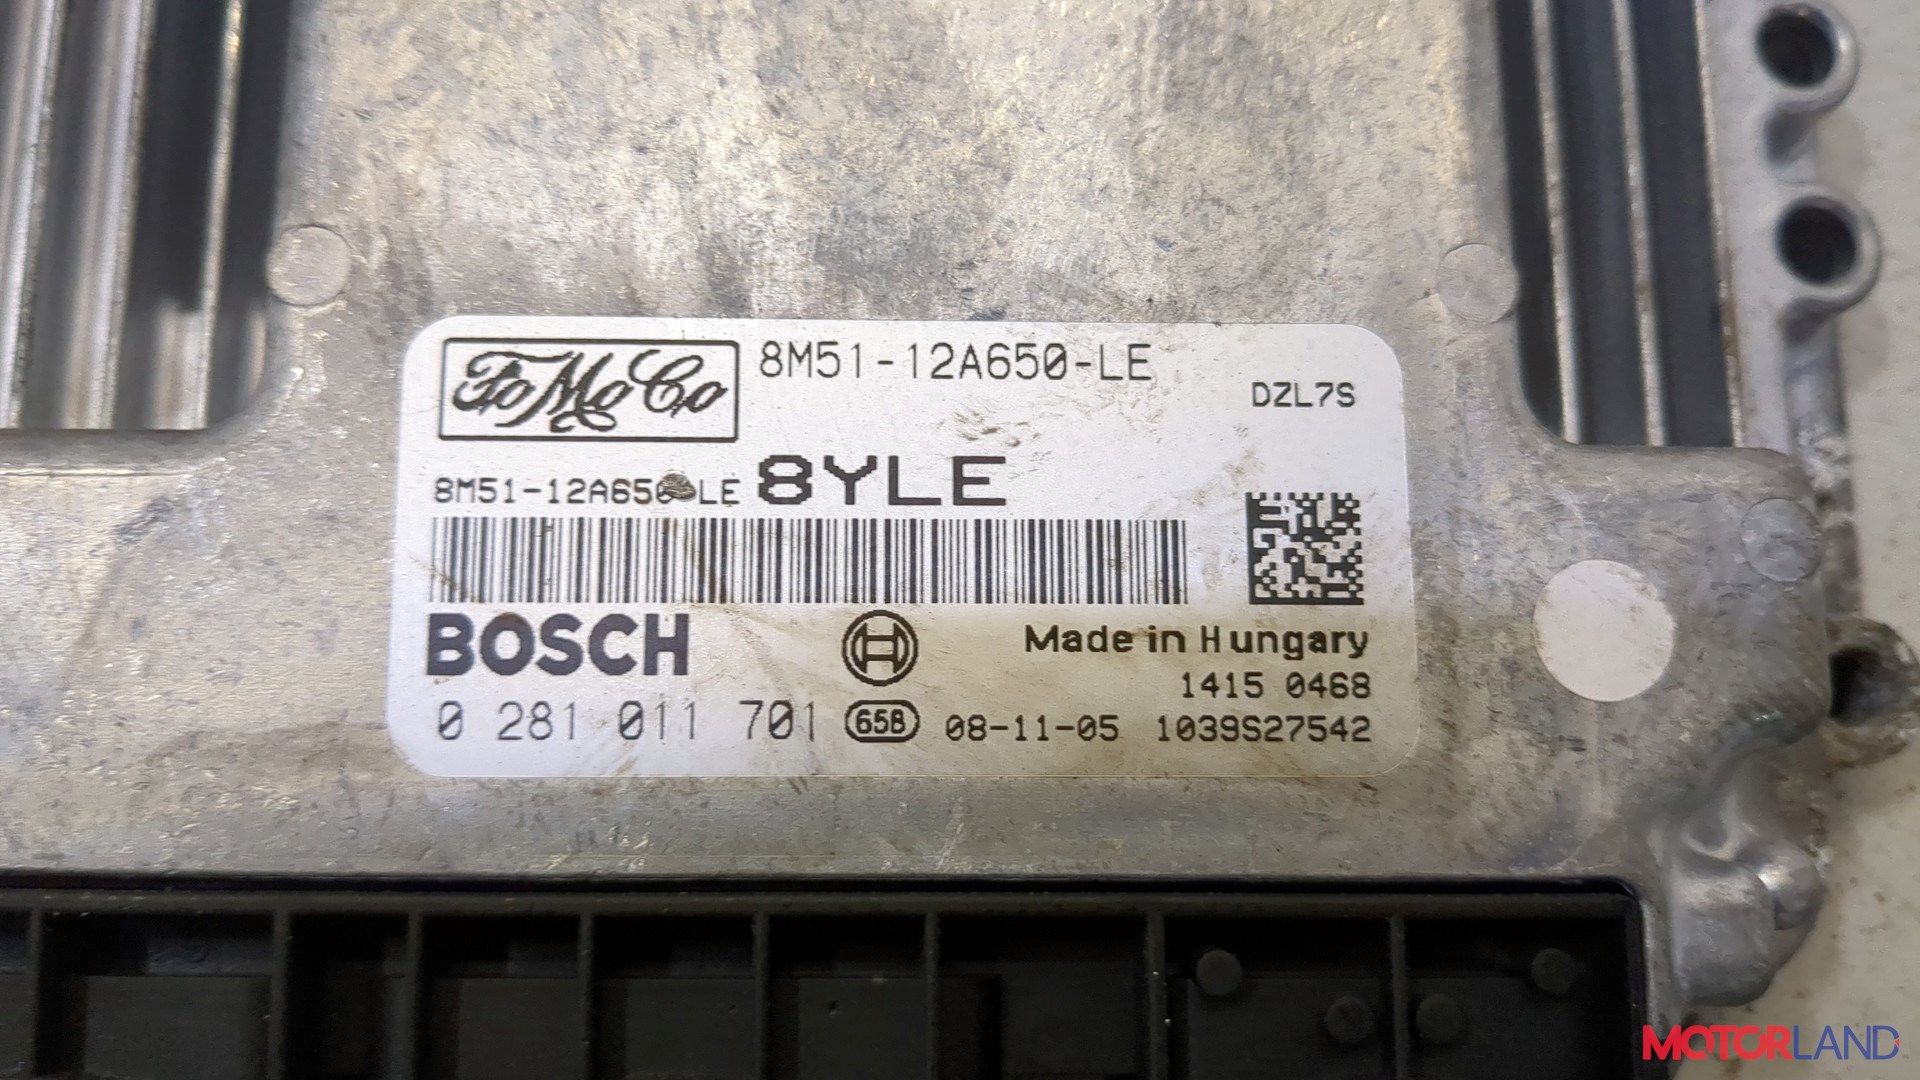 FoMoCo
8M51-12A650-LE
DZL7S
8M51-12A650-LE 8YLE
BOSCH
Made in Hungary
1415 0468
0 281 011 701 65B 08-11-05 1039S27542
MOTORLAND